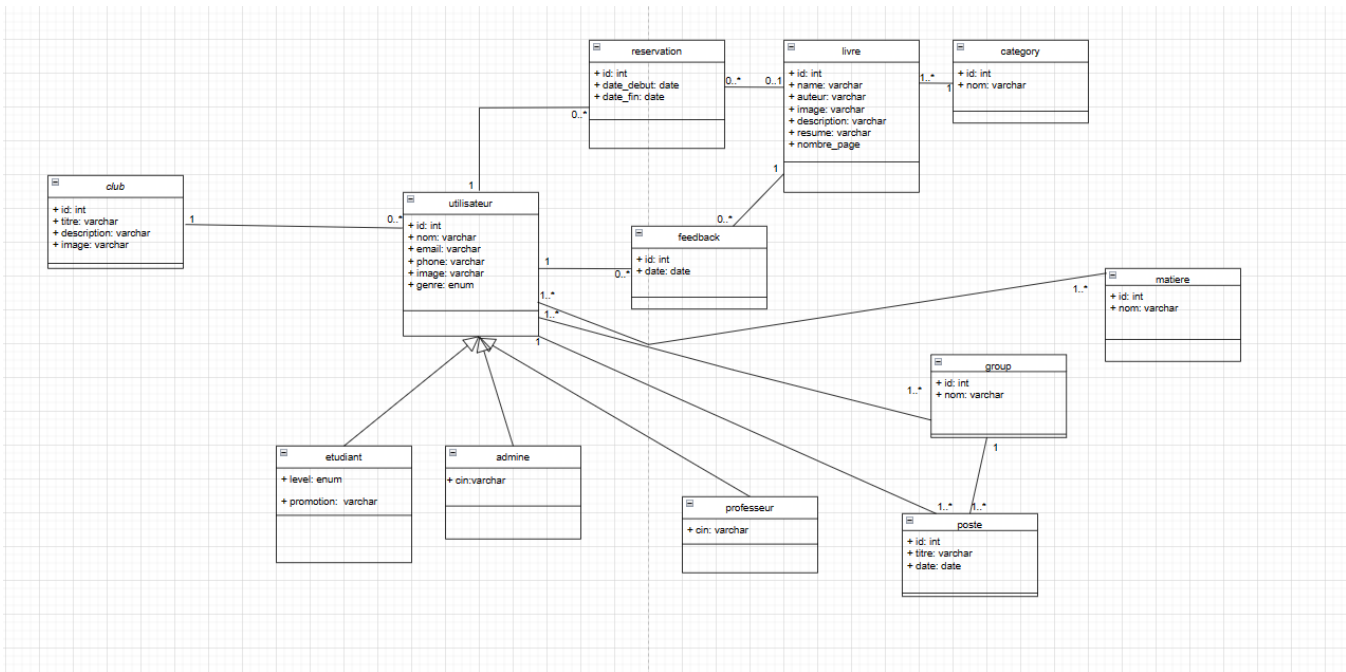 reservation
+ id: int
+ date_debut: date
+ date_fin: date
0..*
0..1
0..*
livre
+ id: int
+ name: varchar
+ auteur: varchar
+ image: varchar
+ description: varchar
+ resume: varchar
+ nombre_page
1..*
1
1
category
+ id: int
+ nom: varchar
club
+ id: int
+ titre: varchar
+ description: varchar
+ image: varchar
1
0..*
1
utilisateur
+ id: int
+ nom: varchar
+ email: varchar
+ phone: varchar
+ image: varchar
+ genre: enum
1
0..*
1..*
1..*
1
0..*
feedback
+ id: int
+ date: date
1..*
matiere
+ id: int
+ nom: varchar
group
+ id: int
+ nom: varchar
1..*
1
etudiant
+ level: enum
+ promotion: varchar
admine
+ cin:varchar
professeur
+ cin: varchar
1..*
1..*
poste
+ id: int
+ titre: varchar
+ date: date